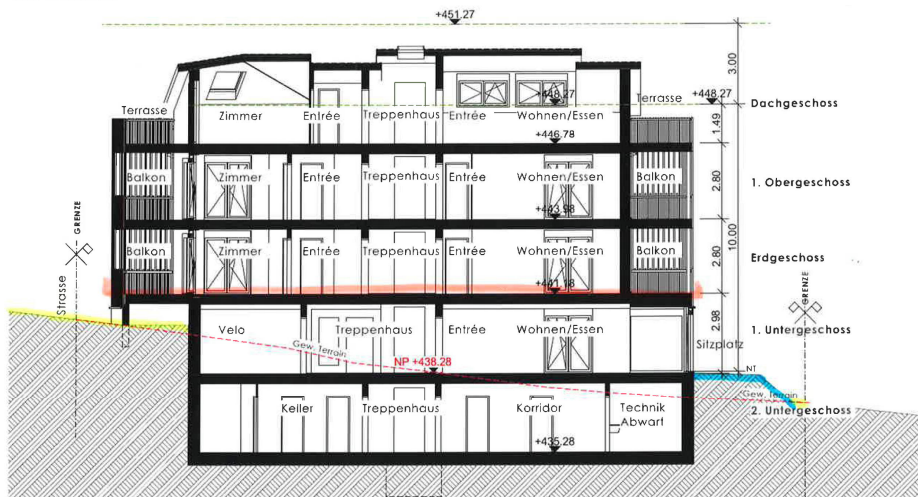 +451.27
3.00
Terrasse
Zimmer
Entrée
Treppenhaus
Entrée
+448.27
Wohnen/Essen
Terrasse
+448.27
Dachgeschoss
+446.78
1.49
Balkon
Zimmer
Entrée
Treppenhaus
Entrée
Wohnen/Essen
Balkon
2.80
1. Obergeschoss
+443.98
GRENZE
Strasse
Balkon
Zimmer
Entrée
Treppenhaus
Entrée
Wohnen/Essen
Balkon
2.80
10.00
Erdgeschoss
GRENZE
+441.18
Velo
Treppenhaus
Entrée
Wohnen/Essen
2.98
1. Untergeschoss
Sitzplatz
Gew. Terrain
NP +438.28
NT
Gew. Terrain
Keller
Treppenhaus
Korridor
Technik
Abwart
2. Untergeschoss
+435.28